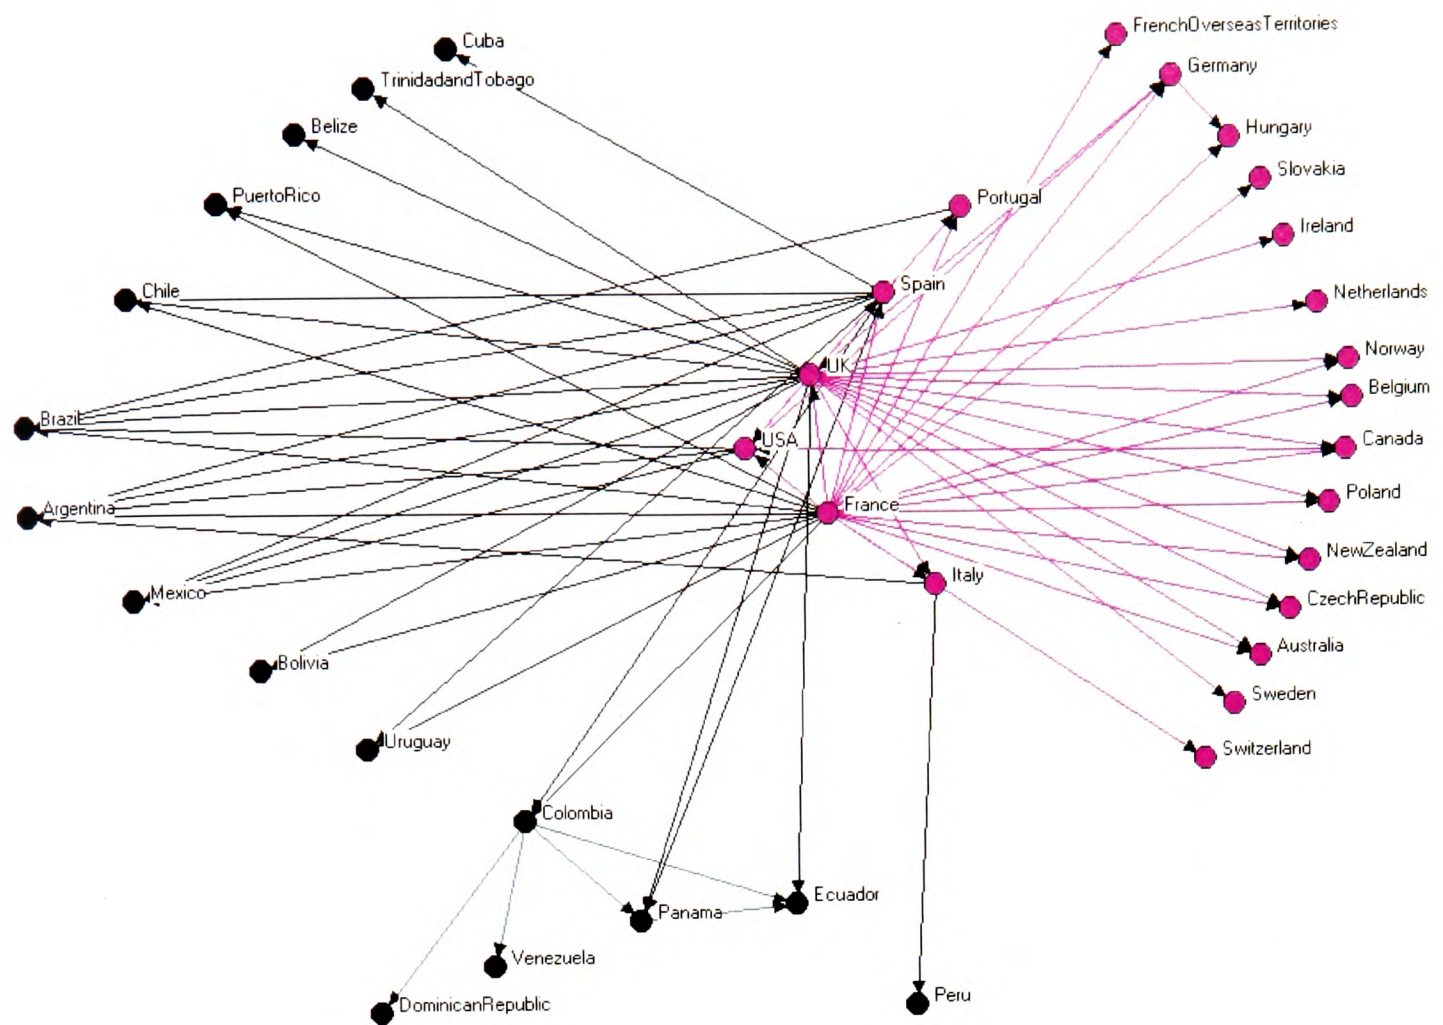 FrenchOverseasTerritories
Cuba
Germany
TrinidadandTobago
Belize
Hungary
Slovakia
PuertoRico
Portugal
Ireland
Spain
Chile
Netherlands
Norway
UK
Belgium
Brazil
USA
Canada
Poland
France
Argentina
NewZealand
Italy
Mexico
CzechRepublic
Australia
Bolivia
Sweden
Uruguay
Switzerland
Colombia
Ecuador
Panama
Venezuela
Peru
DominicanRepublic